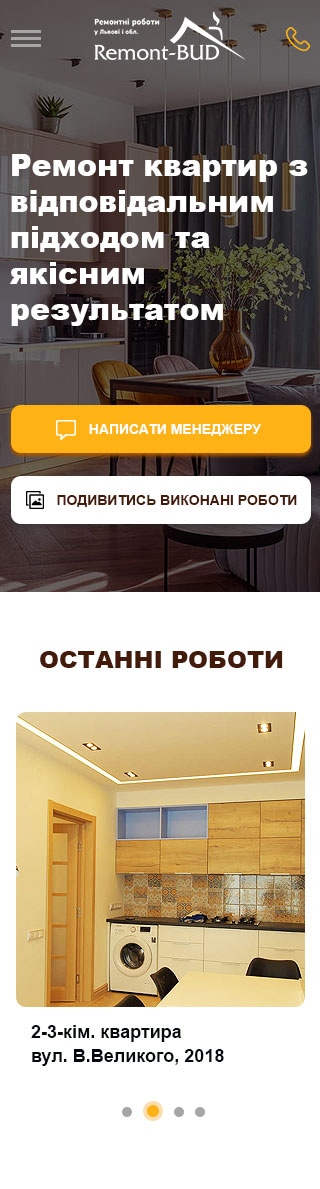 Ремонтні роботи
у Львові і обл.
Remont-BUD
Ремонт квартир з
відповідальним
підходом та
якісним
результатом
НАПИСАТИ МЕНЕДЖЕРУ
ПОДИВИТИСЬ ВИКОНАНІ РОБОТИ
ОСТАННІ РОБОТИ
2-3-кім. квартира
вул. В.Великого, 2018